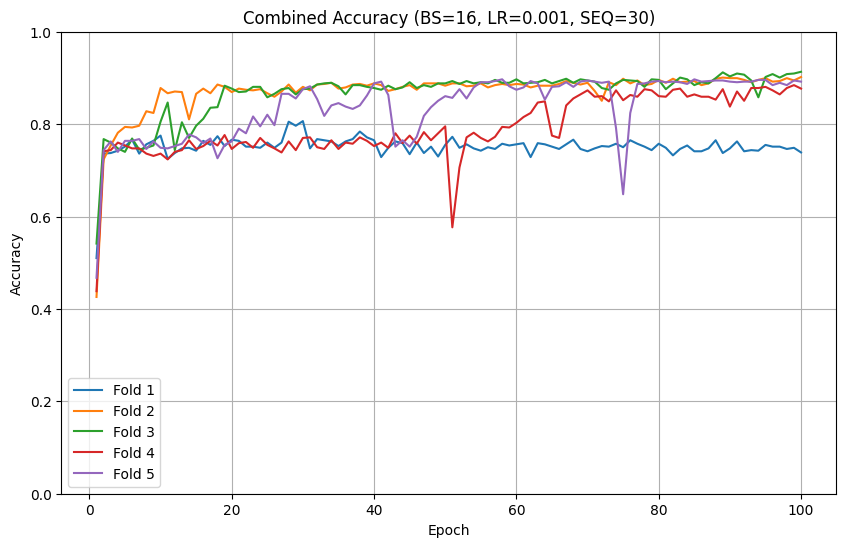 Combined Accuracy (BS=16, LR=0.001, SEQ=30)
1.0
0.8
0.6
0.4
0.2
0.0
Accuracy
Fold 1
Fold 2
Fold 3
Fold 4
Fold 5
0 20 40 60 80 100
Epoch